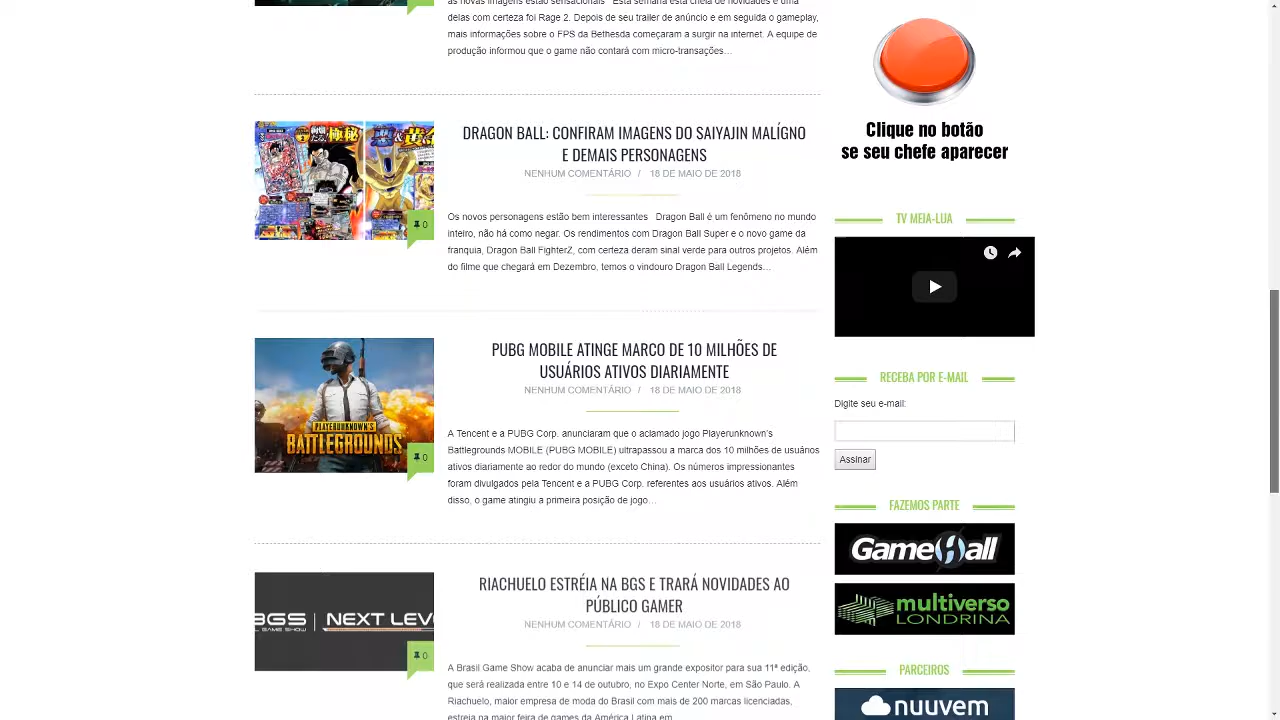 as novas imagens estão sensacionais   Esta semana está cheia de novidades e uma
delas com certeza foi Rage 2. Depois de seu trailer de anúncio e em seguida o gameplay,
mais informações sobre o FPS da Bethesda começaram a surgir na internet. A equipe de
produção informou que o game não contará com micro-transações…
DRAGON BALL: CONFIRAM IMAGENS DO SAIYAJIN MALÍGNO
E DEMAIS PERSONAGENS
NENHUM COMENTÁRIO / 18 DE MAIO DE 2018
0
Os novos personagens estão bem interessantes   Dragon Ball é um fenômeno no mundo
inteiro, não há como negar. Os rendimentos com Dragon Ball Super e o novo game da
franquia, Dragon Ball FighterZ, com certeza deram sinal verde para outros projetos. Além
do filme que chegará em Dezembro, temos o vindouro Dragon Ball Legends…
PUBG MOBILE ATINGE MARCO DE 10 MILHÕES DE
USUÁRIOS ATIVOS DIARIAMENTE
NENHUM COMENTÁRIO / 18 DE MAIO DE 2018
PLAYERUNKNOWN'S
BATTLEGROUNDS
0
A Tencent e a PUBG Corp. anunciaram que o aclamado jogo Playerunknown's
Battlegrounds MOBILE (PUBG MOBILE) ultrapassou a marca dos 10 milhões de usuários
ativos diariamente ao redor do mundo (exceto China). Os números impressionantes
foram divulgados pela Tencent e a PUBG Corp. referentes aos usuários ativos. Além
disso, o game atingiu a primeira posição de jogo…
RIACHUELO ESTRÉIA NA BGS E TRARÁ NOVIDADES AO
PÚBLICO GAMER
NENHUM COMENTÁRIO / 18 DE MAIO DE 2018
BGS | NEXT LEV
GAME SHOW
0
A Brasil Game Show acaba de anunciar mais um grande expositor para sua 11ª edição,
que será realizada entre 10 e 14 de outubro, no Expo Center Norte, em São Paulo. A
Riachuelo, maior empresa de moda do Brasil com mais de 200 marcas licenciadas,
estreia na maior feira de games da América Latina em
Clique no botão
se seu chefe aparecer
TV MEIA-LUA
RECEBA POR E-MAIL
Digite seu e-mail:
Assinar
FAZEMOS PARTE
GameHall
multiverso
LONDRINA
PARCEIROS
nuuvem